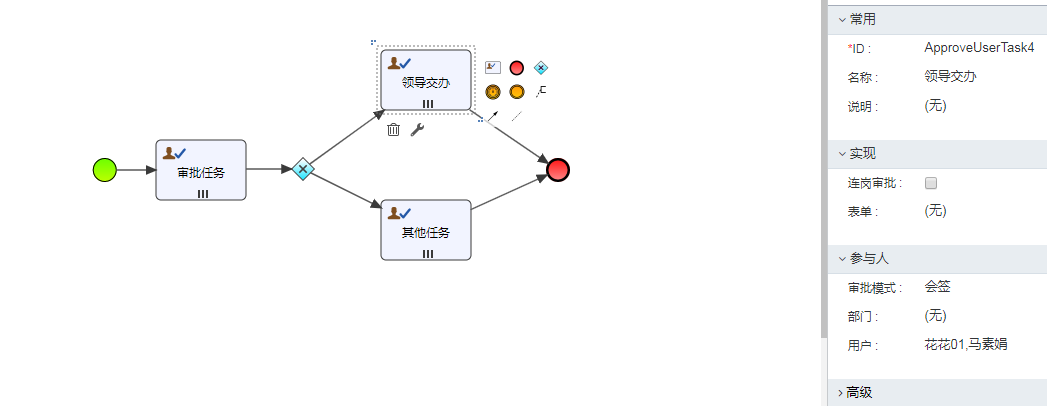 领导交办
审批任务
其他任务
常用
*ID :
ApproveUserTask4
名称 :
领导交办
说明 :
(无)
实现
连岗审批 :
表单 :
(无)
参与人
审批模式 :
会签
部门 :
(无)
用户 :
花花01,马素娟
高级